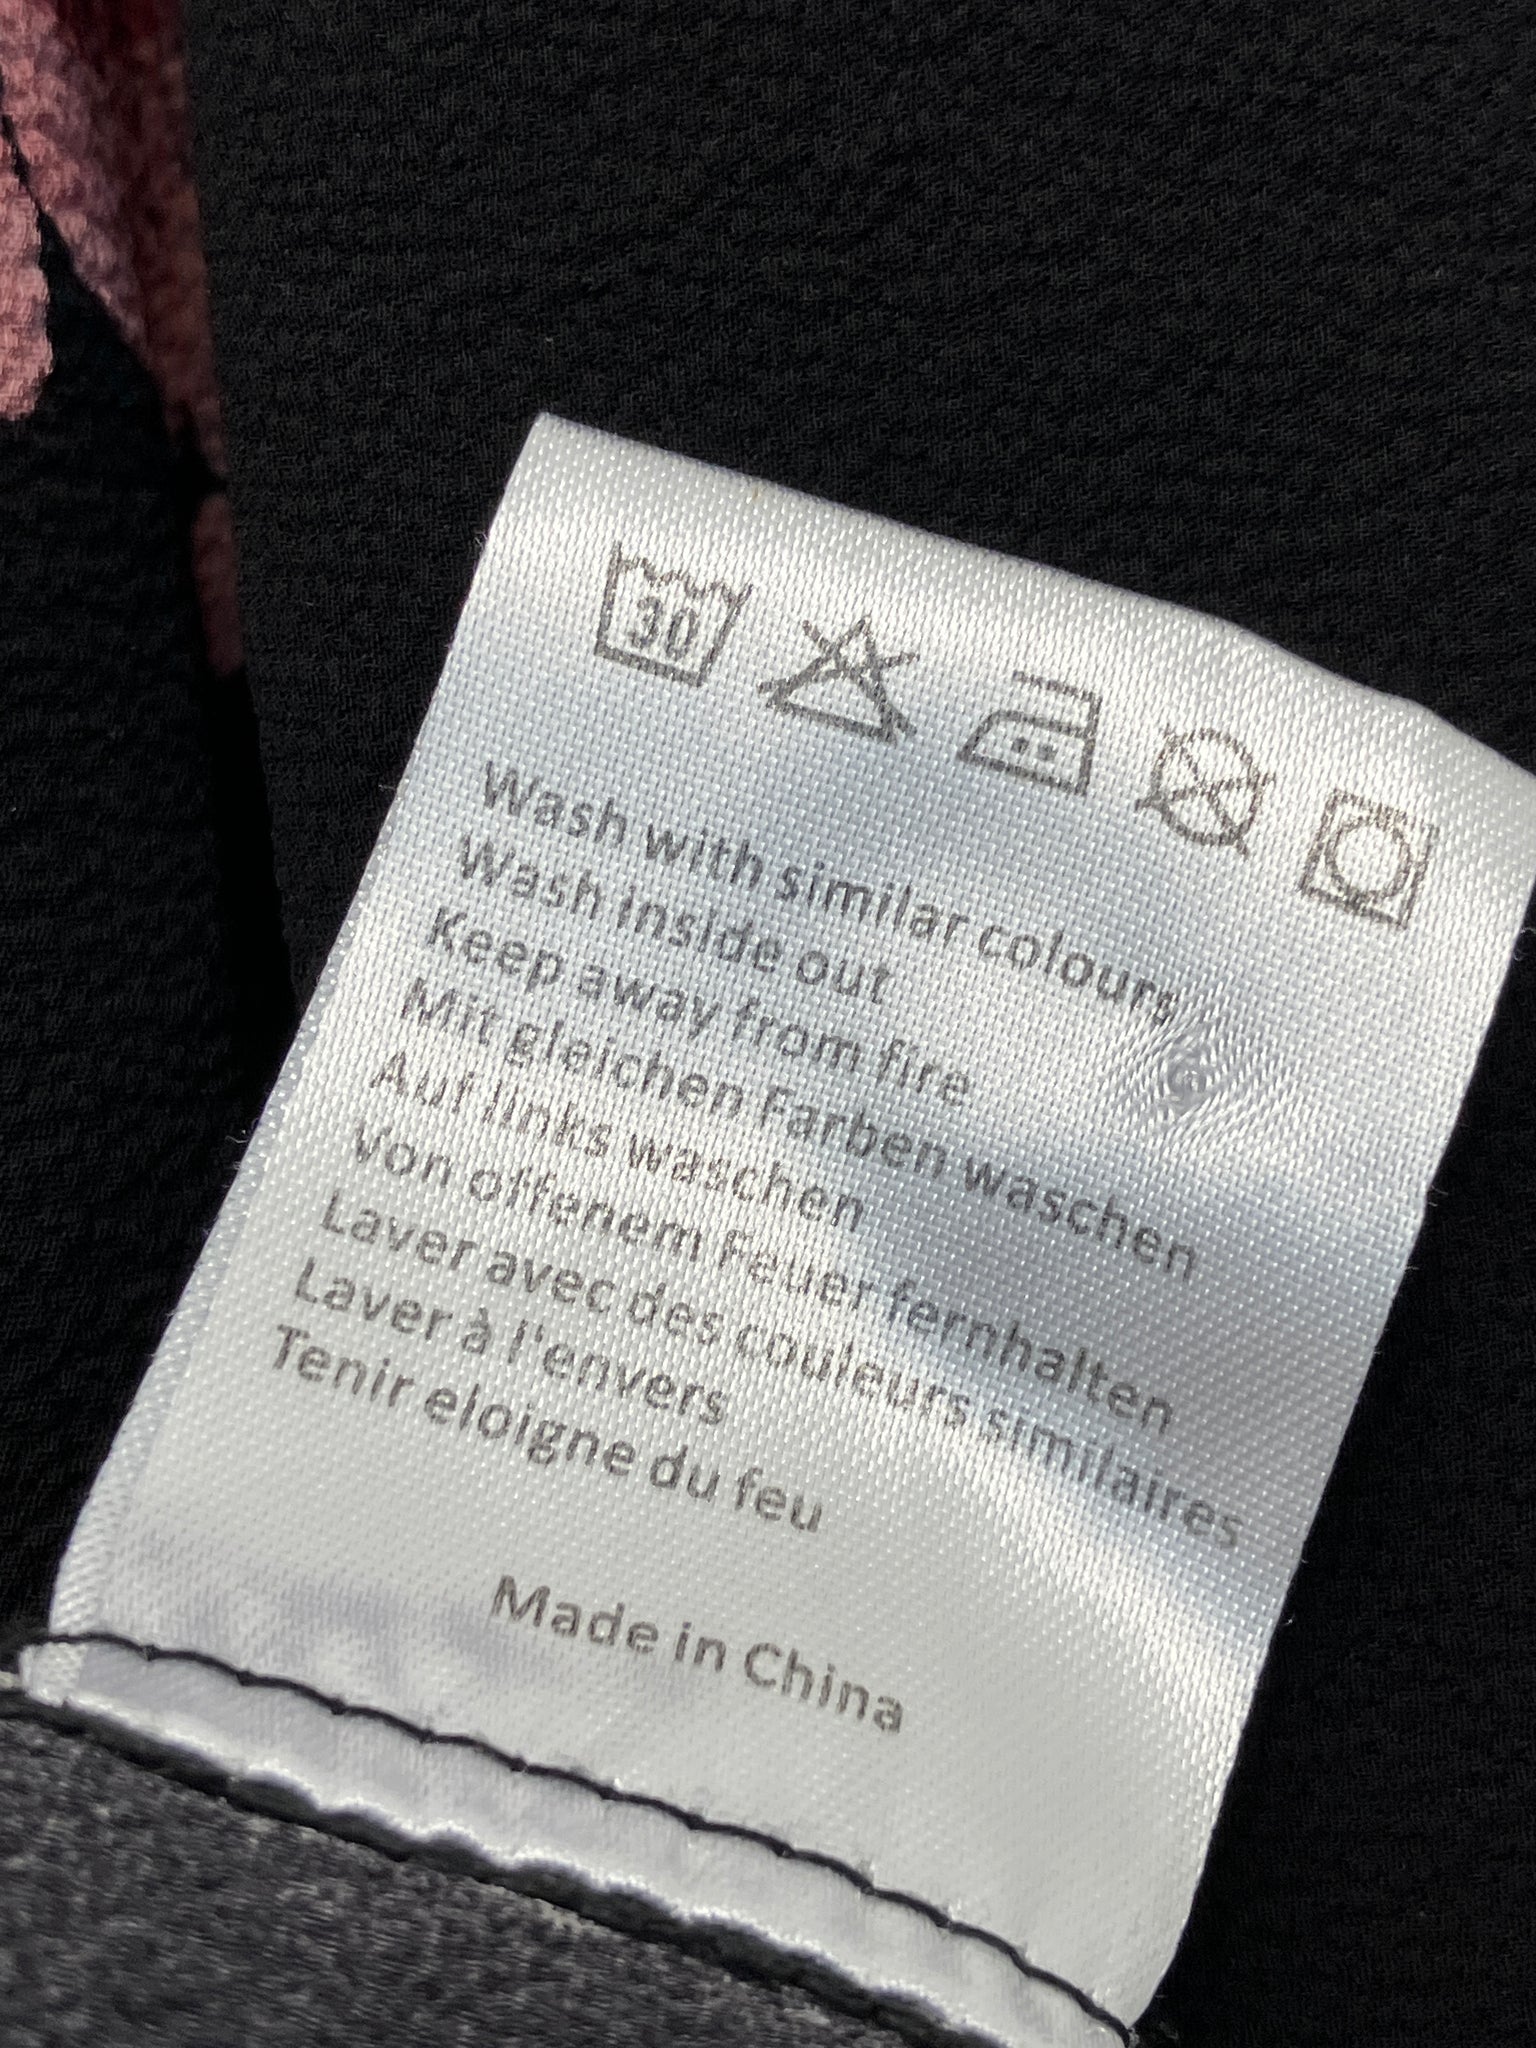 30
Wash with similar colours
Wash inside out
Keep away from fire
Mit gleichen Farben waschen
Auf links waschen
Von offenem Feuer fernhalten
Laver avec des couleurs similaires
Laver à l'envers
Tenir eloigne du feu
Made in China